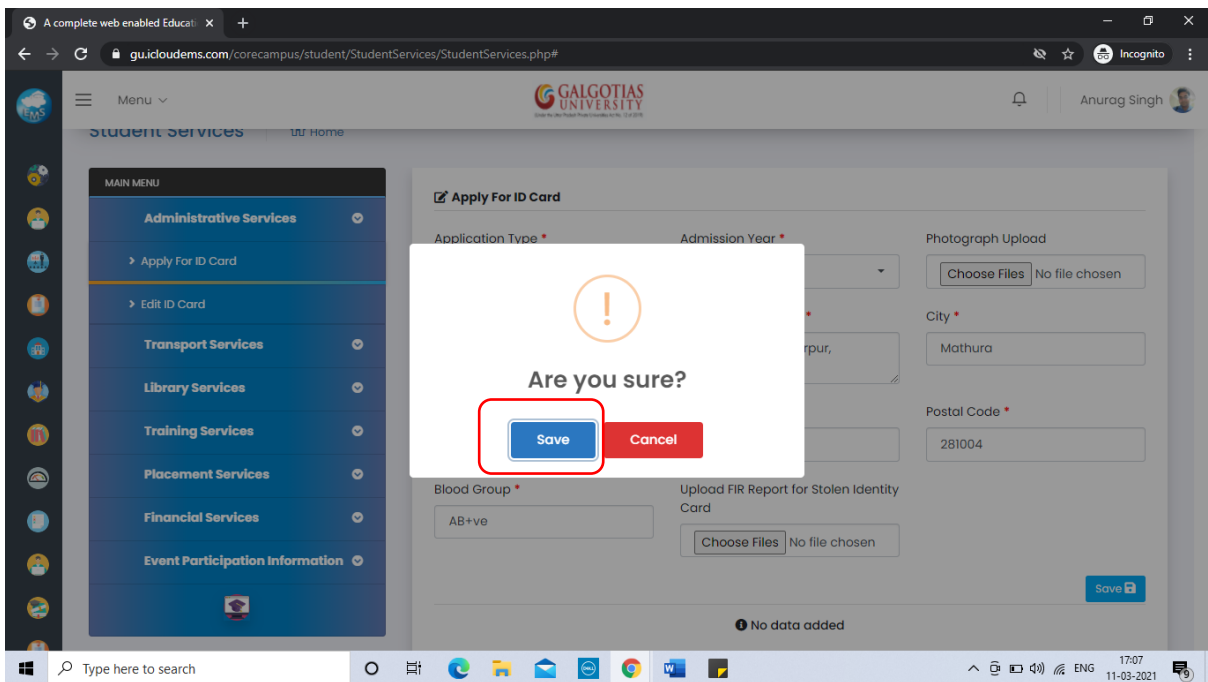 A complete web enabled Educati
gu.icloudems.com/corecampus/student/StudentServices/StudentServices.php#
Incognito
EMS
Menu
GALGOTIAS
UNIVERSITY
Anurag Singh
Student Services
Home
MAIN MENU
Administrative Services
Apply For ID Card
Edit ID Card
Transport Services
Library Services
Training Services
Placement Services
Financial Services
Event Participation Information
Apply For ID Card
Application Type *
Admission Year *
Photograph Upload
Choose Files No file chosen
*
City *
rpur,
Mathura
Are you sure?
Save
Cancel
Postal Code *
281004
Blood Group *
AB+ve
Upload FIR Report for Stolen Identity
Card
Choose Files No file chosen
Save
No data added
Type here to search
DELL
W
ENG
17:07
11-03-2021
9